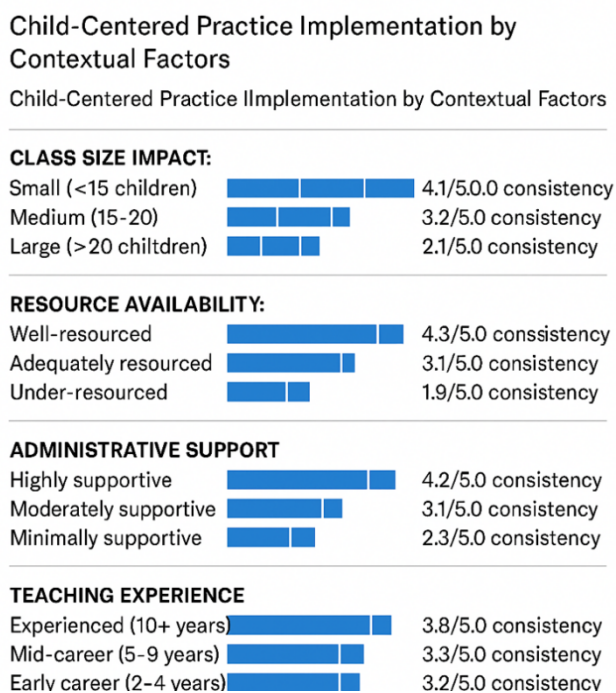 Child-Centered Practice Implementation by
Contextual Factors
Child-Centered Practice IImplementation by Contextual Factors
CLASS SIZE IMPACT:
Small (<15 children) 4.1/5.0.0 consistency
Medium (15-20) 3.2/5.0 consistency
Large (>20 chiltdren) 2.1/5.0 consistency
RESOURCE AVAILABILITY:
Well-resourced 4.3/5.0 conssistency
Adequately resourced 3.1/5.0 consistency
Under-resourced 1.9/5.0 consistency
ADMINISTRATIVE SUPPORT
Highly supportive 4.2/5.0 consistency
Moderately supportive 3.1/5.0 consistency
Minimally supportive 2.3/5.0 consistency
TEACHING EXPERIENCE
Experienced (10+ years) 3.8/5.0 consistency
Mid-career (5-9 years) 3.3/5.0 consistency
Early career (2-4 years) 3.2/5.0 consistency